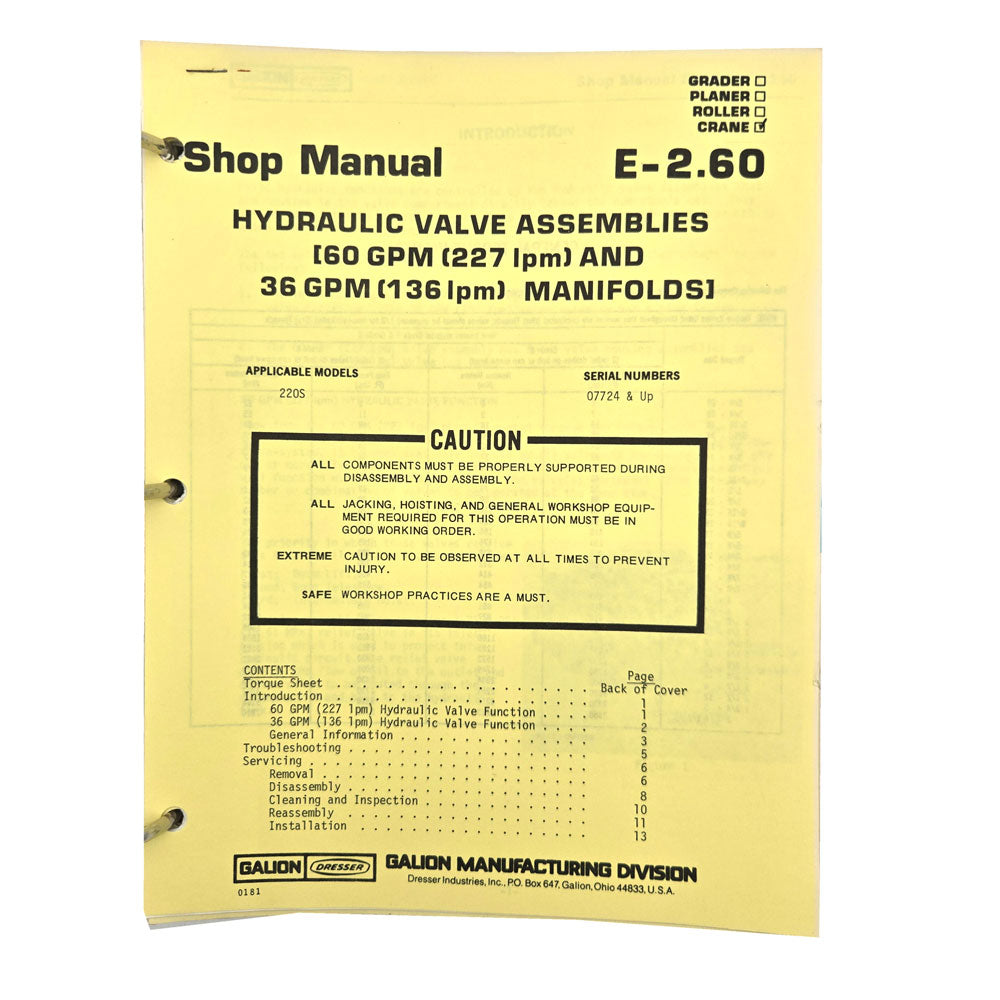 GRADER ☐
PLANER ☐
ROLLER ☐
CRANE ☑
Shop Manual E-2.60
HYDRAULIC VALVE ASSEMBLIES
[60 GPM (227 lpm) AND
36 GPM (136 lpm) MANIFOLDS]
APPLICABLE MODELS SERIAL NUMBERS
220S 07724 & Up
CAUTION
ALL COMPONENTS MUST BE PROPERLY SUPPORTED DURING
DISASSEMBLY AND ASSEMBLY.
ALL JACKING, HOISTING, AND GENERAL WORKSHOP EQUIP-
MENT REQUIRED FOR THIS OPERATION MUST BE IN
GOOD WORKING ORDER.
EXTREME CAUTION TO BE OBSERVED AT ALL TIMES TO PREVENT
INJURY.
SAFE WORKSHOP PRACTICES ARE A MUST.
CONTENTS Page
Torque Sheet . . . . . . . . . . . . . . . . . . . . Back of Cover
Introduction . . . . . . . . . . . . . . . . . . . . 1
60 GPM (227 lpm) Hydraulic Valve Function . . . . 1
36 GPM (136 lpm) Hydraulic Valve Function . . . . 2
General Information . . . . . . . . . . . . . . . 3
Troubleshooting . . . . . . . . . . . . . . . . . . . 5
Servicing . . . . . . . . . . . . . . . . . . . . . . 6
Removal . . . . . . . . . . . . . . . . . . . . . 6
Disassembly . . . . . . . . . . . . . . . . . . . 8
Cleaning and Inspection . . . . . . . . . . . . . 10
Reassembly . . . . . . . . . . . . . . . . . . . 11
Installation . . . . . . . . . . . . . . . . . . 13
GALION DRESSER GALION MANUFACTURING DIVISION
Dresser Industries, Inc., P.O. Box 647, Galion, Ohio 44833, U.S.A.
0181